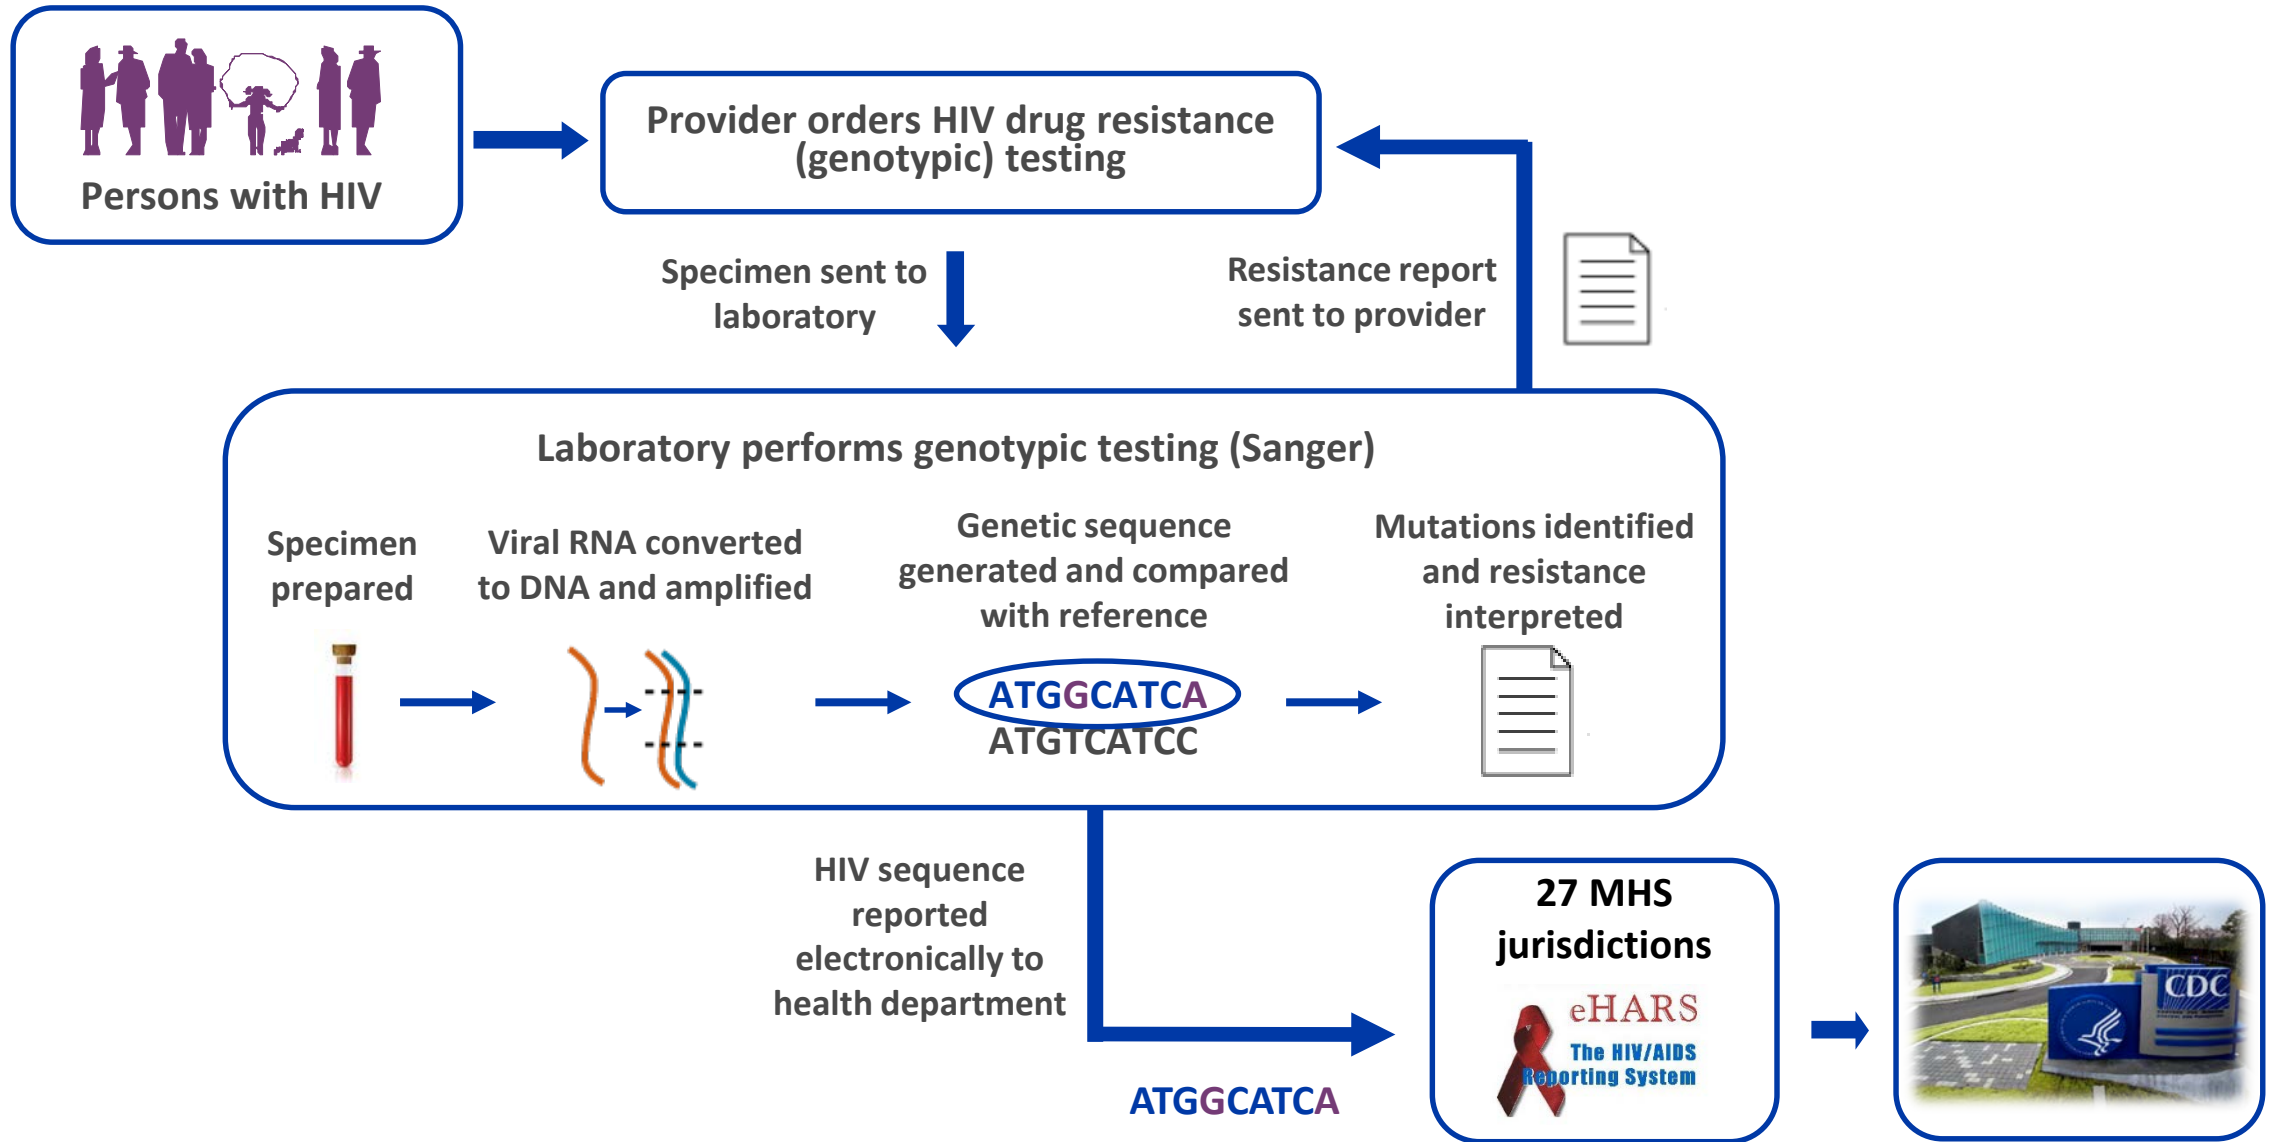 Persons with HIV
Provider orders HIV drug resistance
(genotypic) testing
Specimen sent to
laboratory
Resistance report
sent to provider
Laboratory performs genotypic testing (Sanger)
Specimen
prepared
Viral RNA converted
to DNA and amplified
Genetic sequence
generated and compared
with reference
ATGGCATCA
ATGTCATCC
Mutations identified
and resistance
interpreted
HIV sequence
reported
electronically to
health department
ATGGCATCA
27 MHS
jurisdictions
eHARS
The HIV/AIDS
Reporting System
CDC